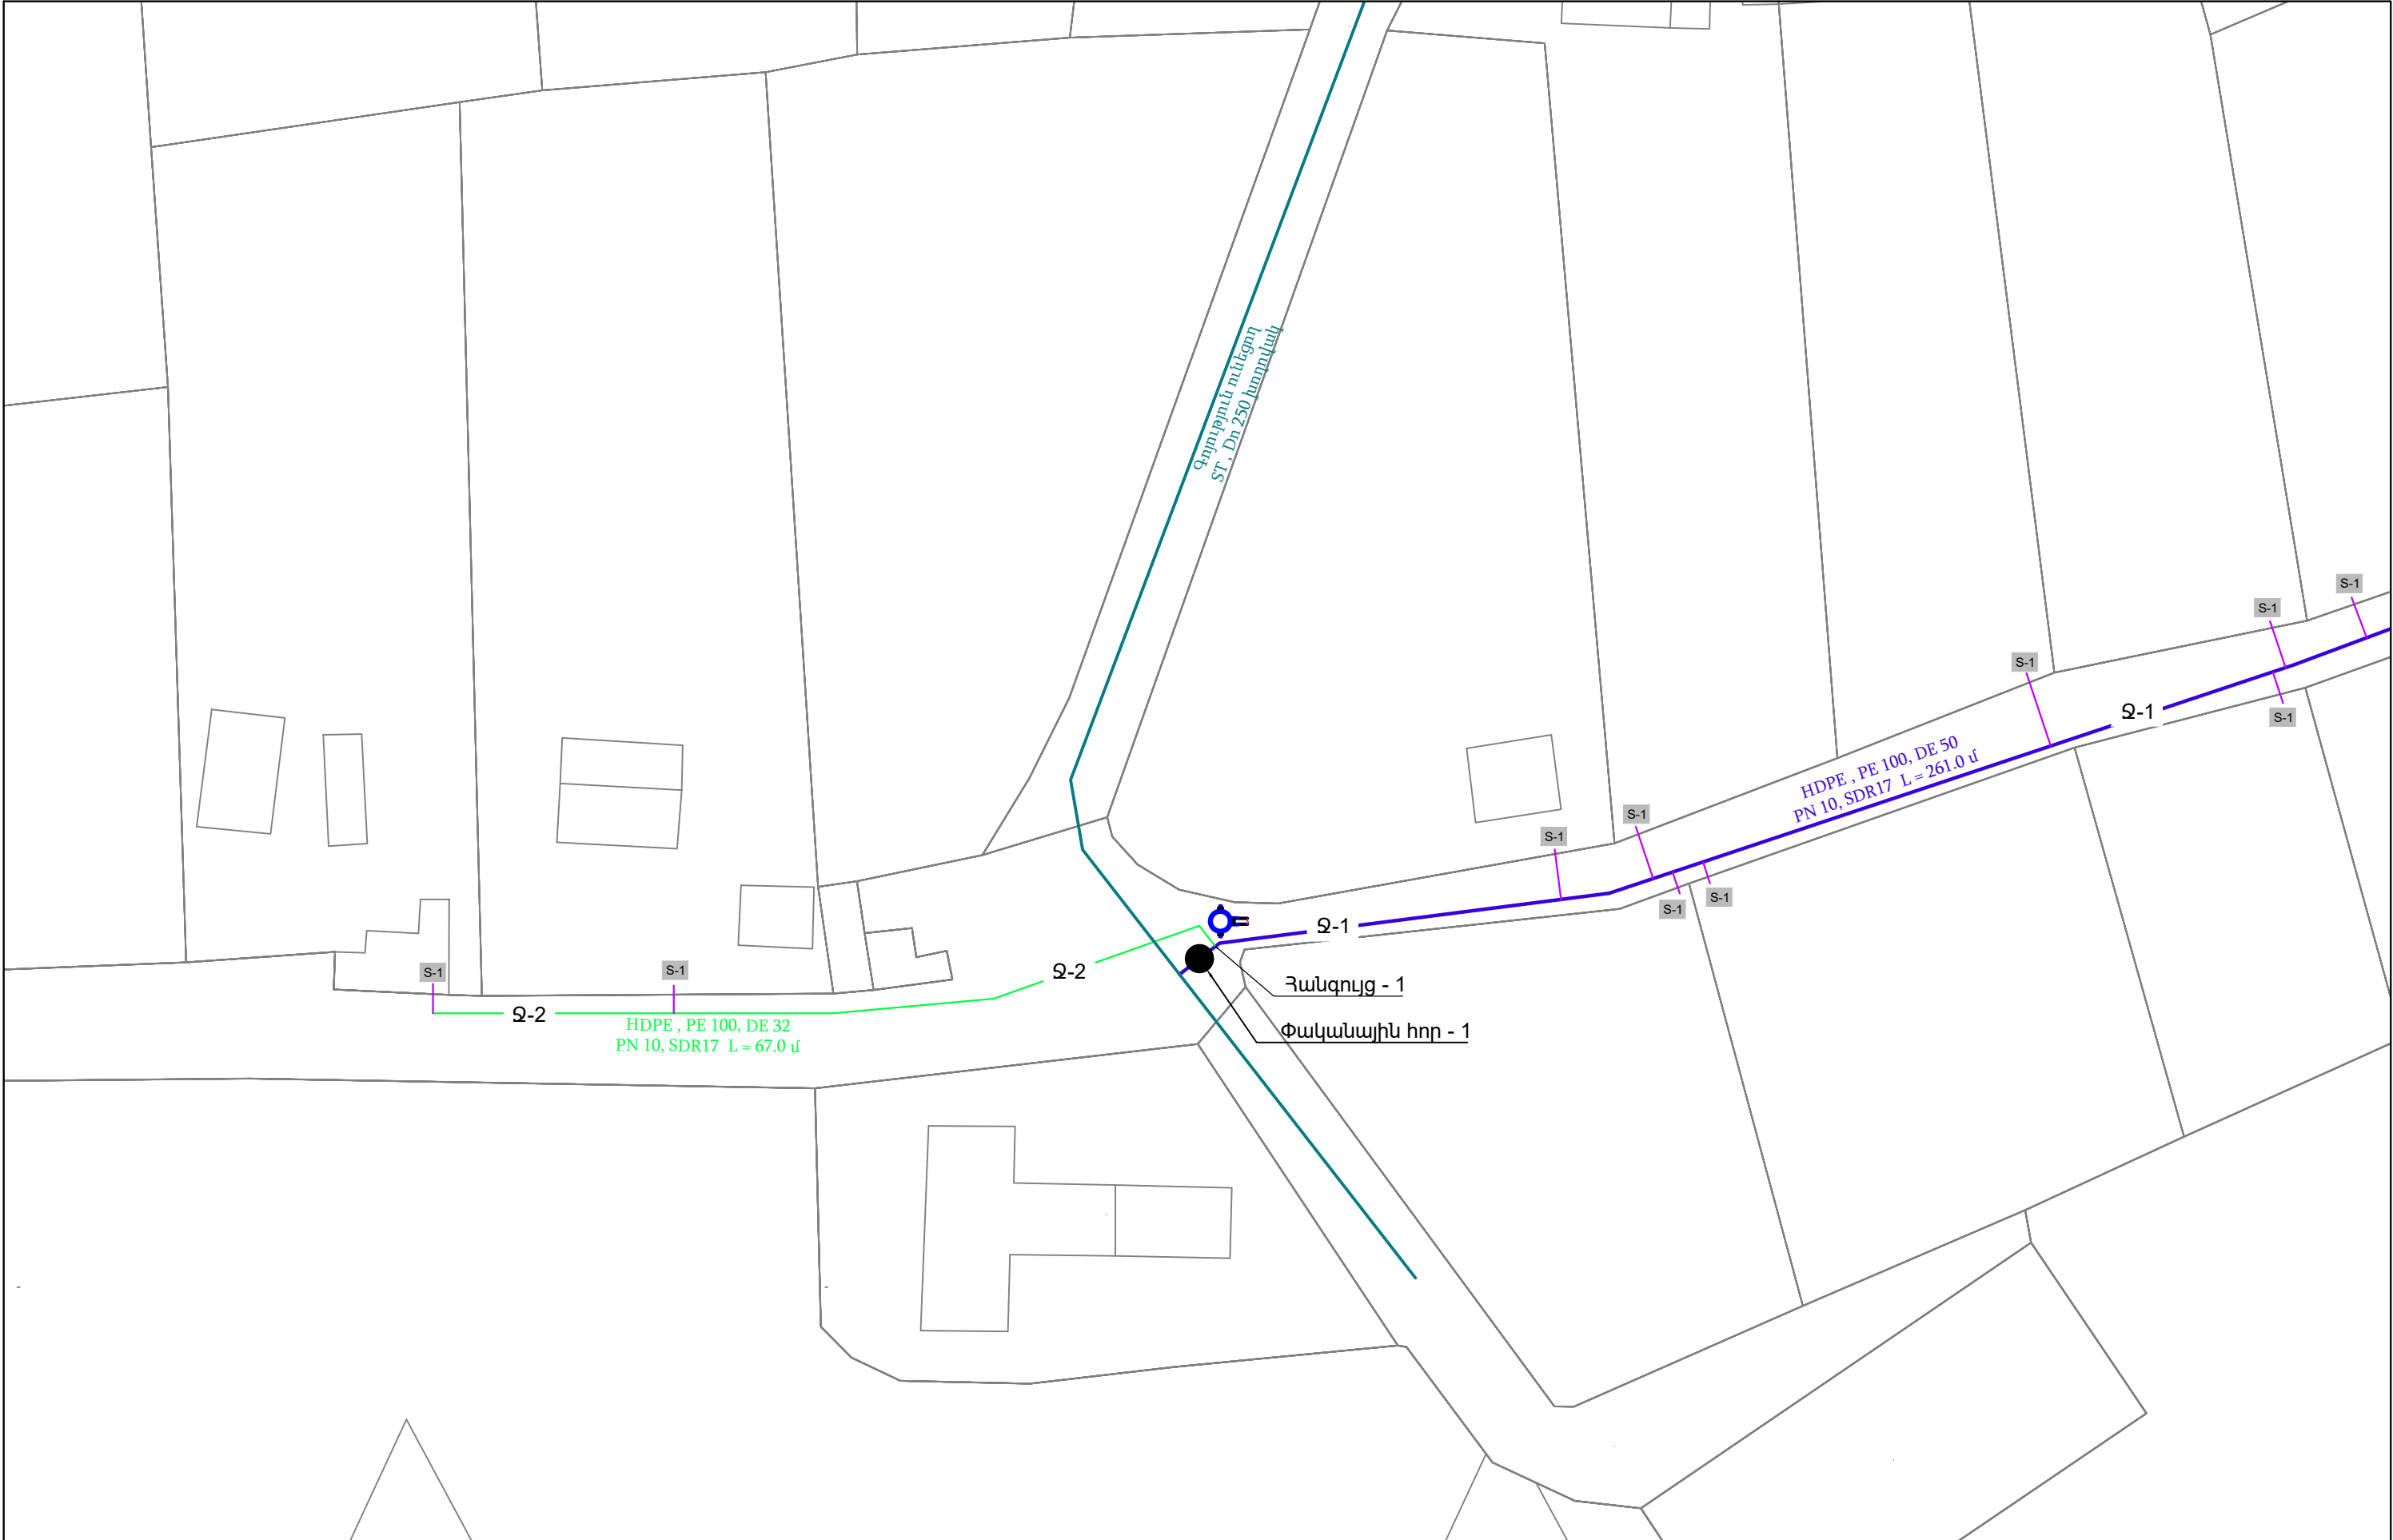 Գոյություն ունեցող
ST , Dn 250 խողովակ
S-1
S-1
S-1
Ջ-1
S-1
HDPE , PE 100, DE 50
PN 10, SDR17 L = 261.0 մ
S-1
S-1
S-1
S-1
Ջ-1
S-1
S-1
Ջ-2
Հանգույց - 1
Ջ-2
HDPE , PE 100, DE 32
PN 10, SDR17 L = 67.0 մ
Փականային հոր - 1